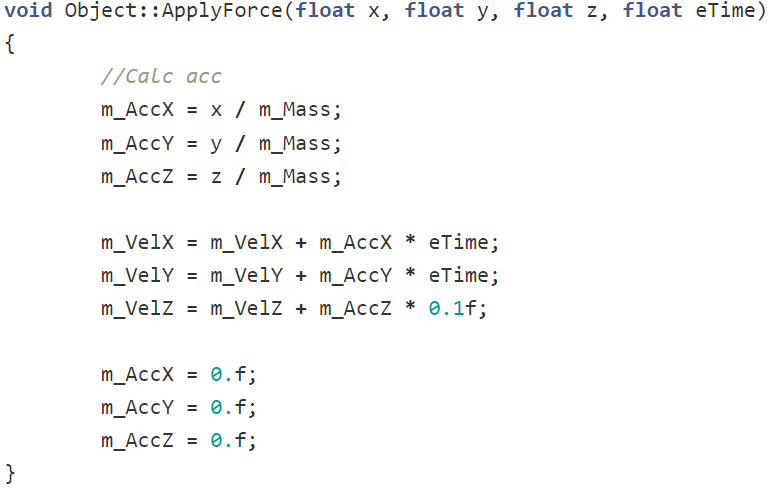 void Object::ApplyForce(float x, float y, float z, float eTime)
{
//Calc acc
m_AccX = x / m_Mass;
m_AccY = y / m_Mass;
m_AccZ = z / m_Mass;
m_VelX = m_VelX + m_AccX * eTime;
m_VelY = m_VelY + m_AccY * eTime;
m_VelZ = m_VelZ + m_AccZ * 0.1f;
m_AccX = 0.f;
m_AccY = 0.f;
m_AccZ = 0.f;
}